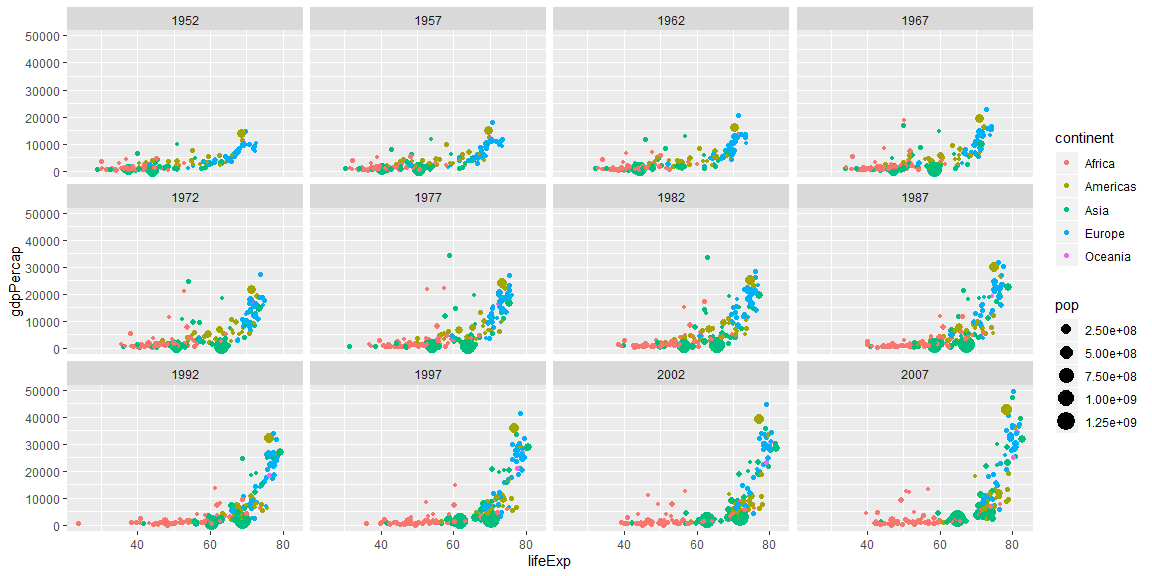 1952 1957 1962 1967
50000
40000
30000
20000
10000
0
1972 1977 1982 1987
50000
40000
30000
20000
10000
0
1992 1997 2002 2007
50000
40000
30000
20000
10000
0
40 60 80 40 60 80 40 60 80 40 60 80
lifeExp
gdpPercap
continent
Africa
Americas
Asia
Europe
Oceania
pop
2.50e+08
5.00e+08
7.50e+08
1.00e+09
1.25e+09